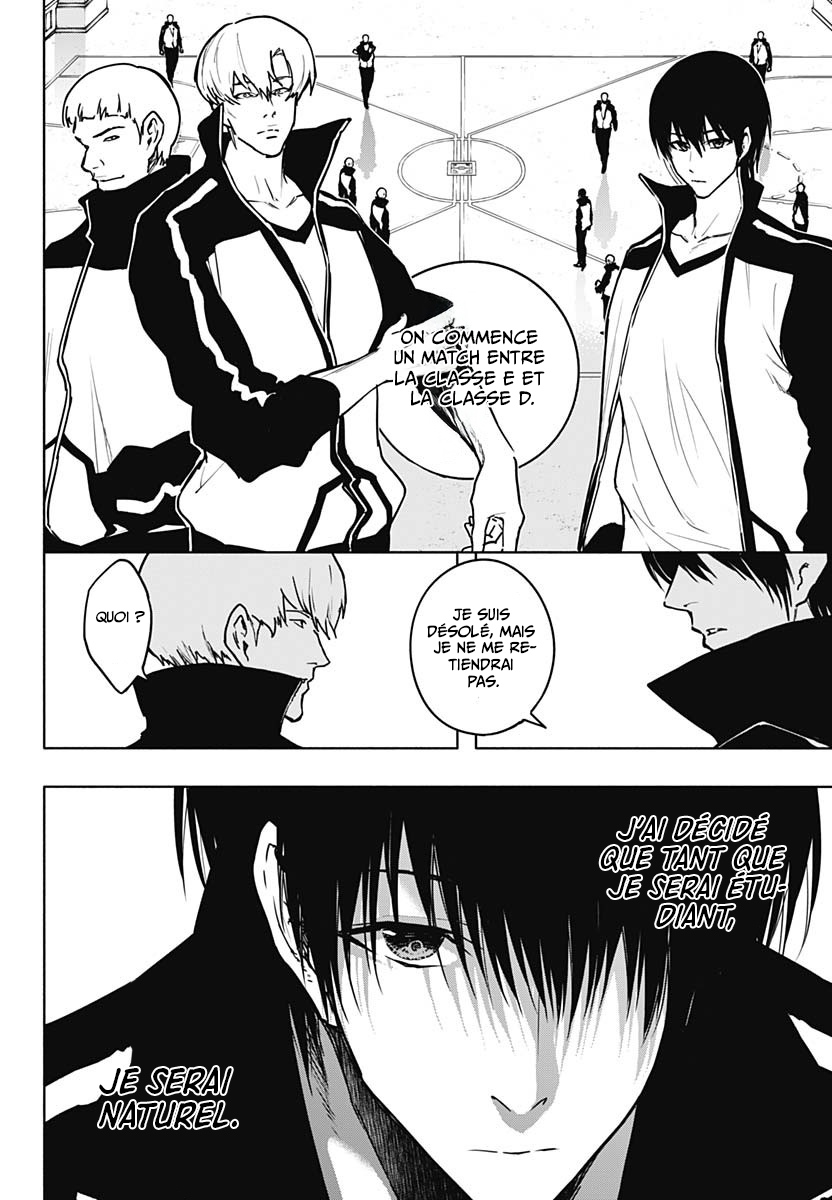 ON COMMENCE
UN MATCH ENTRE
LA CLASSE E ET
LA CLASSE D.
JE SUIS
DÉSOLÉ, MAIS
JE NE ME RE-
TIENDRAI
PAS.
QUOI ?
J'AI DÉCIDÉ
QUE TANT QUE
JE SERAI ÉTU-
DIANT,
JE SERAI
NATUREL.